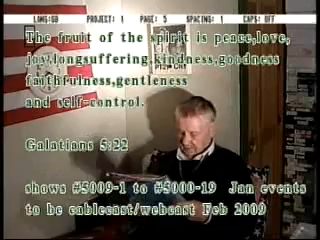 LANG:GB PROJECT: 1 PAGE: 5 SPACING: 1 CAPS: OFF
The fruit of the spirit is peace,love,
joy,longsuffering,kindness,goodness
faithfulness,gentleness
and self-control.
Galatians 5:22
shows #5009-1 to #5000-19 Jan events
to be cablecast/webcast Feb 2009